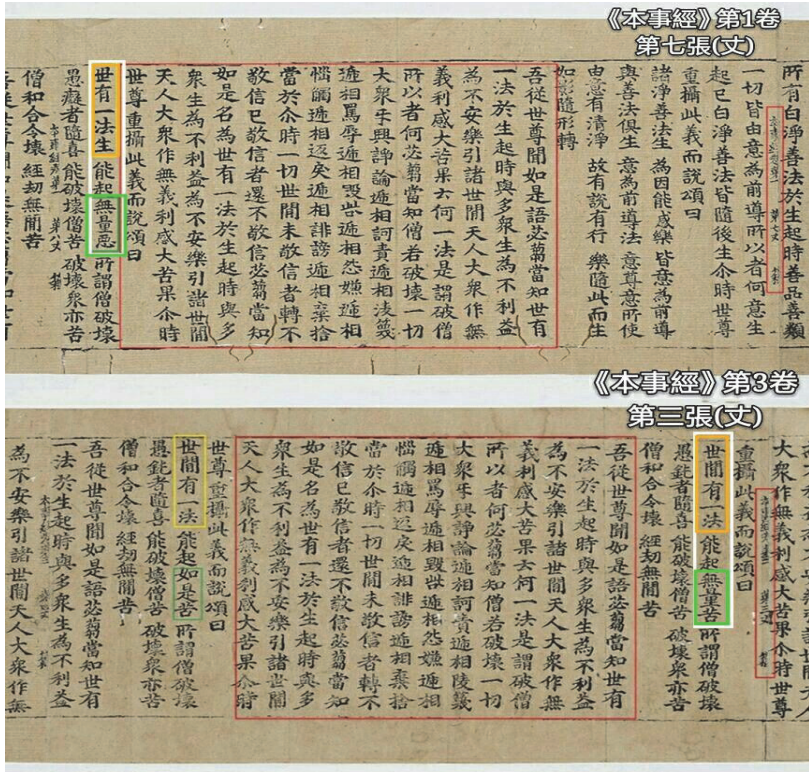 《本事經》第1卷
第七張(丈)
所有白淨善法於生起時善品善類
一切皆由意為前導所以者何意生
起已白淨善法皆隨後生尒時世尊
重攝此義而說頌曰
諸淨善法生 為因能感樂 皆意為前導
與善法俱生 意為前導法 意尊意所使
由意有清淨 故有說有行 樂隨此而生
如影隨形轉
吾從世尊聞如是語苾蒭當知世有
一法於生起時與多眾生為不利益
為不安樂引諸世間天人大眾作無
義利感大苦果云何一法是謂破僧
所以者何苾蒭當知僧若破壞一切
大眾乖興諍論遞相訶責遞相淩篾
遞相罵辱遞相毀呰遞相怨嫌遞相
惱觸遞相返戾遞相誹謗遞相棄捨
當於尒時一切世間未敬信者轉不
敬信已敬信者還不敬信苾蒭當知
如是名為世有一法於生起時與多
眾生為不利益為不安樂引諸世間
天人大眾作無義利感大苦果尒時
世尊重攝此義而說頌曰
世有一法生 能起無量惡 所謂僧破壞
愚癡者隨喜 能破壞僧苦 破壞眾亦苦
僧和合令壞 經劫無間苦
《本事經》第3卷
第三張(丈)
大眾作無義利感大苦果尒時世尊
重攝此義而說頌曰
世間有一法 能起無量苦 所謂僧破壞
愚鈍者隨喜 能破壞僧苦 破壞眾亦苦
僧和合令壞 經劫無間苦
吾從世尊聞如是語苾蒭當知世有
一法於生起時與多眾生為不利益
為不安樂引諸世間天人大眾作無
義利感大苦果云何一法是謂破僧
所以者何苾蒭當知僧若破壞一切
大眾乖興諍論遞相訶責遞相陵篾
遞相罵辱遞相毀呰遞相怨嫌遞相
惱觸遞相返戾遞相誹謗遞相棄捨
當於尒時一切世間未敬信者轉不
敬信已敬信者還不敬信苾蒭當知
如是名為世有一法於生起時與多
眾生為不利益為不安樂引諸世間
天人大眾作無義利感大苦果尒時
世尊重攝此義而說頌曰
世間有一法 能起如是苦 所謂僧破壞
愚鈍者隨喜 能破壞僧苦 破壞眾亦苦
僧和合令壞 經劫無間苦
吾從世尊聞如是語苾蒭當知世有
一法於生起時與多眾生為不利益
為不安樂引諸世間天人大眾作無